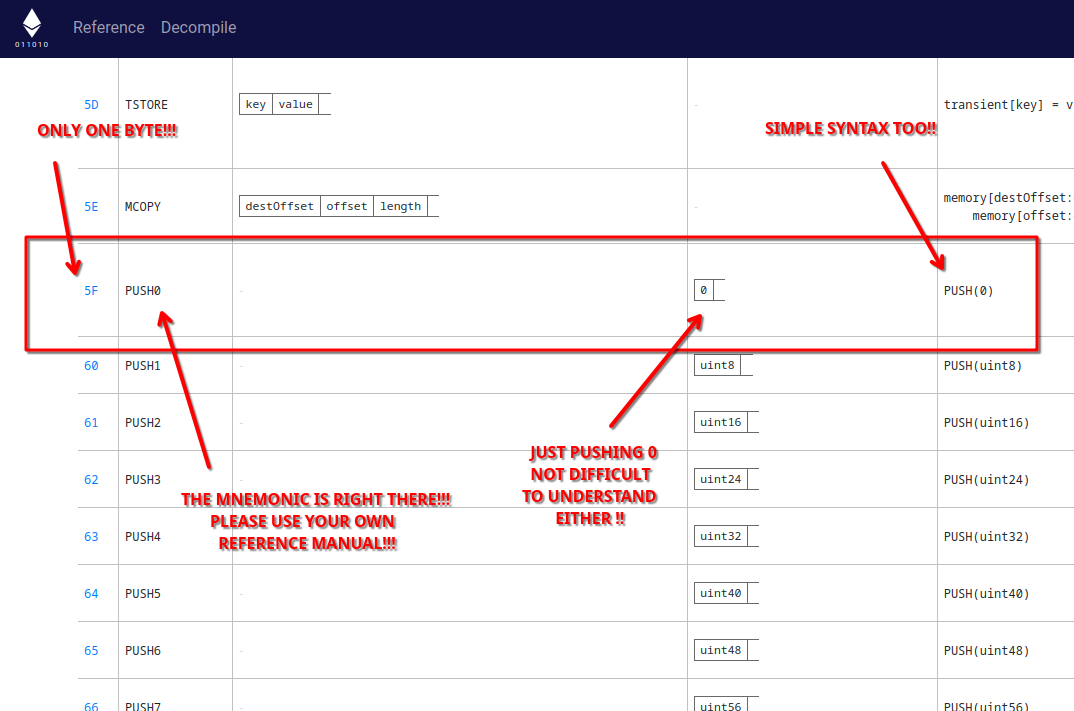 Reference Decompile
011010
5D TSTORE key value - transient[key] = v
ONLY ONE BYTE!!!
SIMPLE SYNTAX TOO!!
5E MCOPY destOffset offset length - memory[destOffset:
memory[offset:
5F PUSH0 - 0 PUSH(0)
60 PUSH1 - uint8 PUSH(uint8)
61 PUSH2 - uint16 PUSH(uint16)
JUST PUSHING 0
NOT DIFFICULT
TO UNDERSTAND
EITHER !!
62 PUSH3 - uint24 PUSH(uint24)
THE MNEMONIC IS RIGHT THERE!!!
PLEASE USE YOUR OWN
REFERENCE MANUAL!!!
63 PUSH4 uint32 PUSH(uint32)
64 PUSH5 - uint40 PUSH(uint40)
65 PUSH6 - uint48 PUSH(uint48)
66 PUSH7 - uint56 PUSH(uint56)